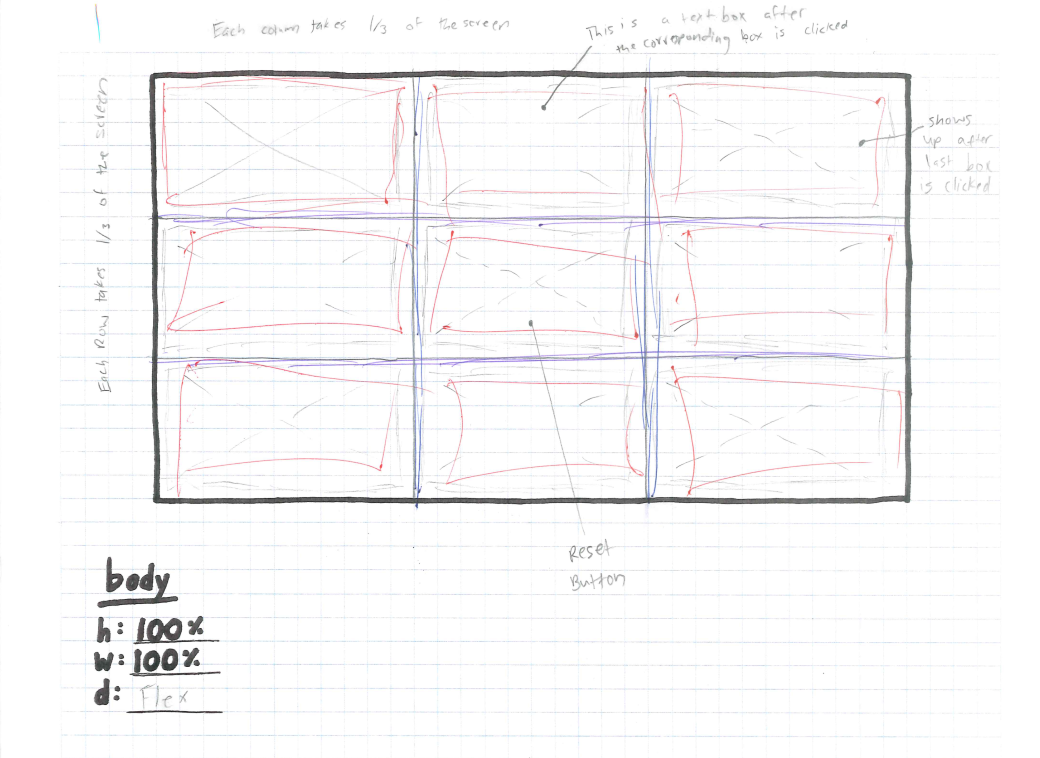 Each column takes 1/3 of the screen
This is a text box after
the corresponding box is clicked
Each Row takes 1/3 of the screen
shows
up after
last box
is clicked
Reset
Button
body
h: 100%
w: 100%
d: Flex